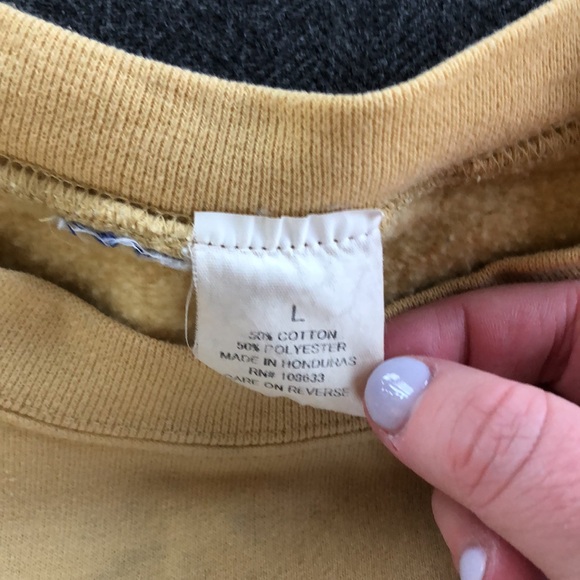 L
50% COTTON
50% POLYESTER
MADE IN HONDURAS
RN# 108633
CARE ON REVERSE